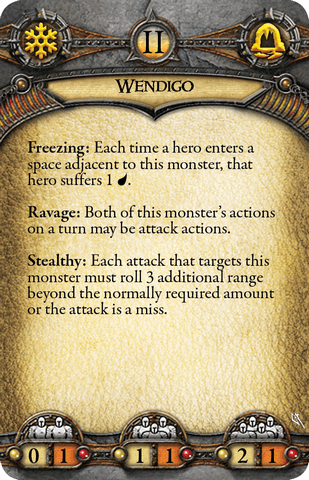 II
WENDIGO
Freezing: Each time a hero enters a
space adjacent to this monster, that
hero suffers 1 .
Ravage: Both of this monster’s actions
on a turn may be attack actions.
Stealthy: Each attack that targets this
monster must roll 3 additional range
beyond the normally required amount
or the attack is a miss.
0 1 1 1 2 1